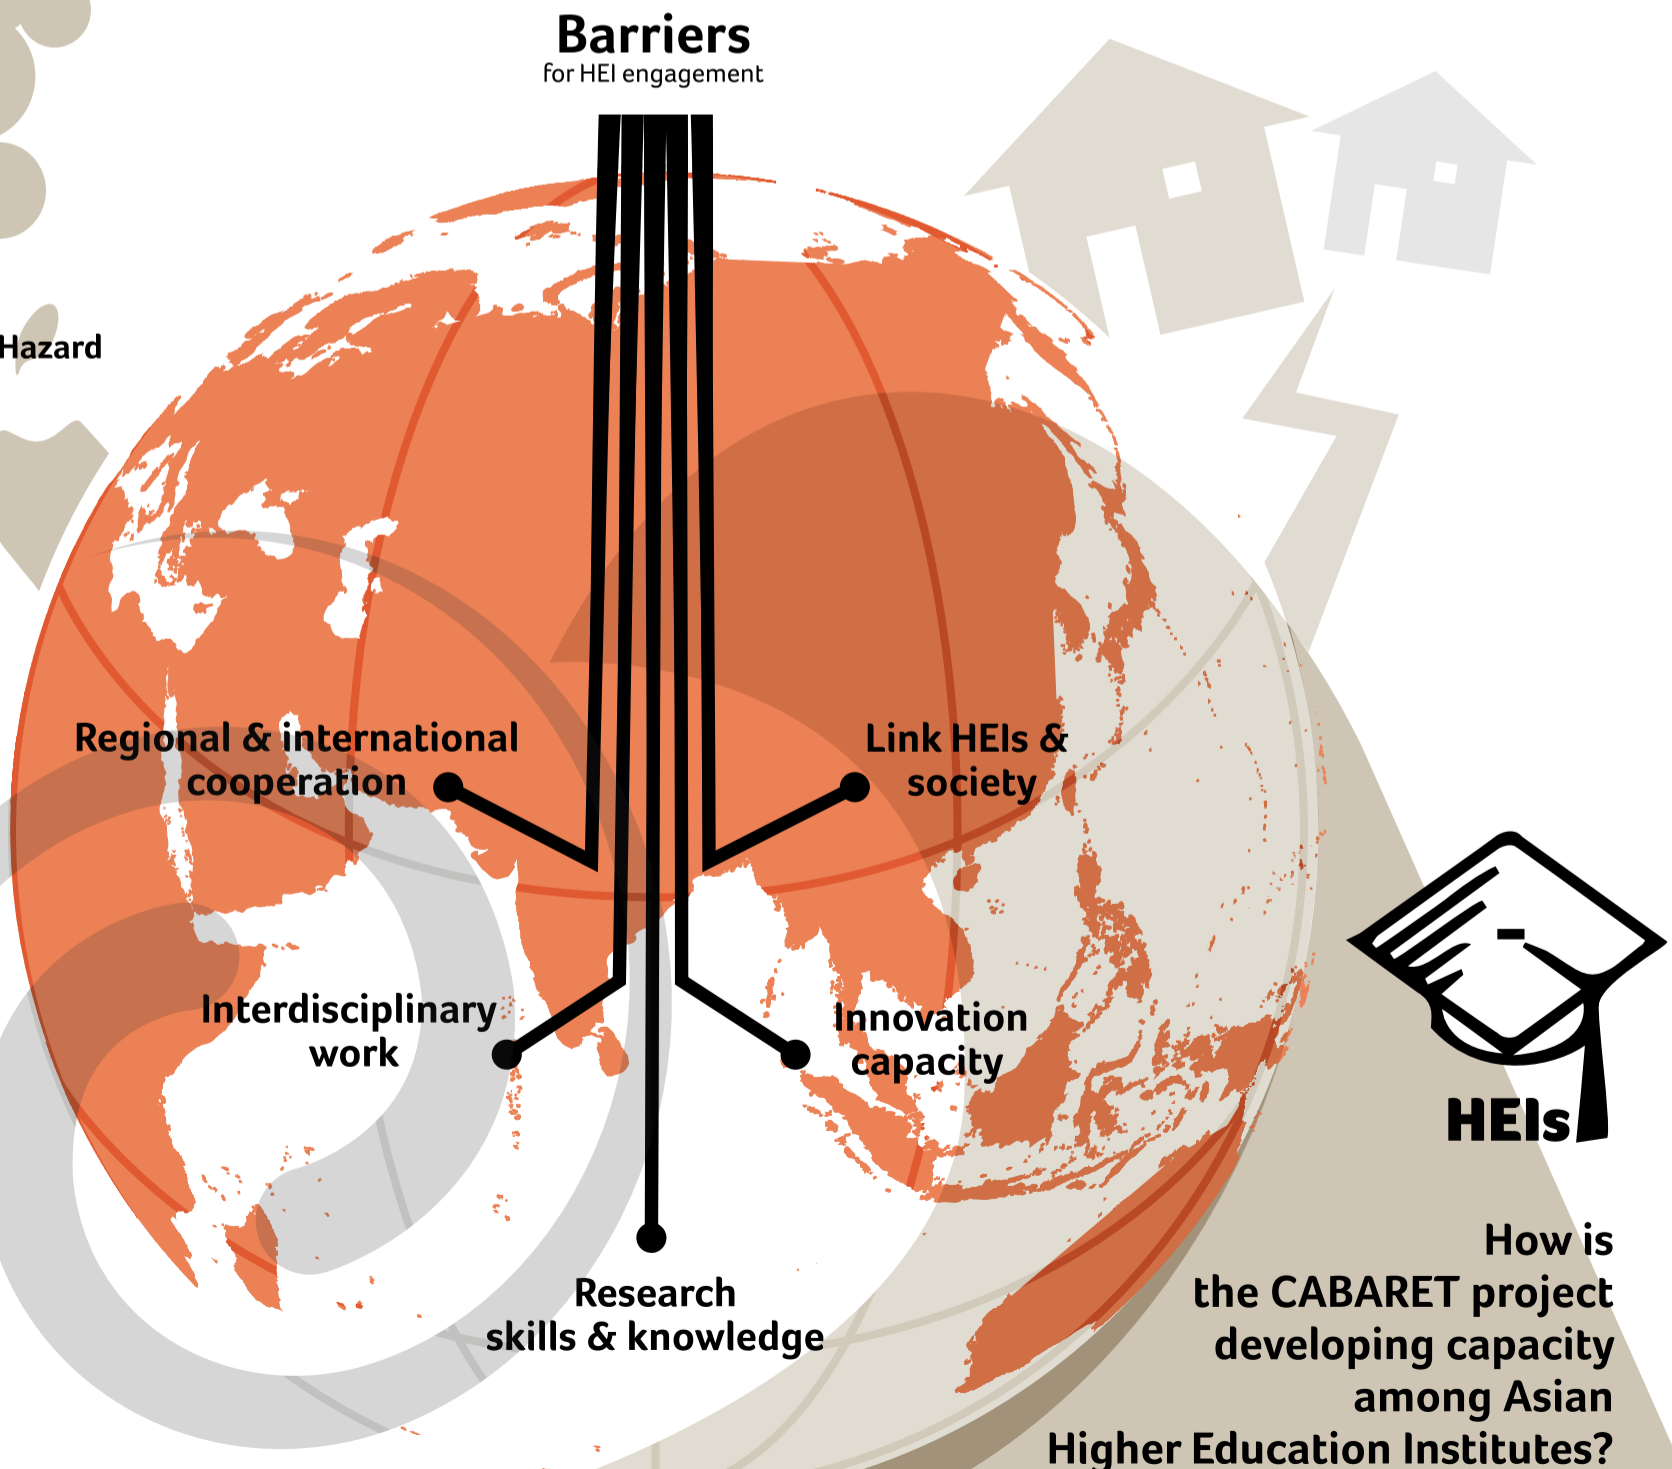 Barriers
for HEI engagement
Hazard
Regional & international
cooperation
Link HEIs &
society
Interdisciplinary
work
Innovation
capacity
Research
skills & knowledge
HEIs
How is
the CABARET project
developing capacity
among Asian
Higher Education Institutes?